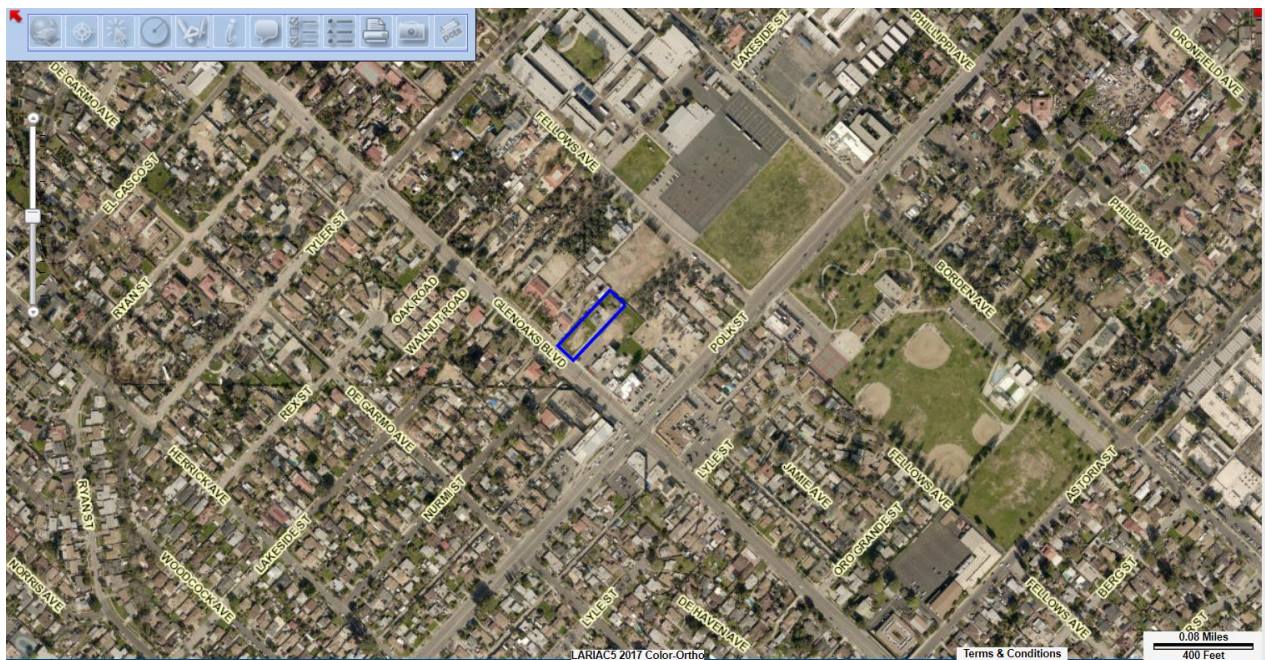 DE GARMO AVE
EL CASCO ST
RYAN ST
TYLER ST
OAK ROAD
WALNUT ROAD
GLENOAKS BLVD
FELLOWS AVE
LAKESIDE ST
PHILIPPI AVE
DRONFIELD AVE
PHILLIPPI AVE
BORDEN AVE
POLK ST
REX ST
DE GARMO AVE
HERRICK AVE
RYAN ST
NURMI ST
LAKESIDE ST
WOODCOCK AVE
NORRIS AVE
LYLE ST
JAMIE AVE
FELLOWS AVE
ASTORIA ST
ORO GRANDE ST
LYLE ST
DE HAVEN AVE
FELLOWS AVE
BERG ST
R ST
LARIAC5 2017 Color-Ortho
Terms & Conditions
0.08 Miles
400 Feet